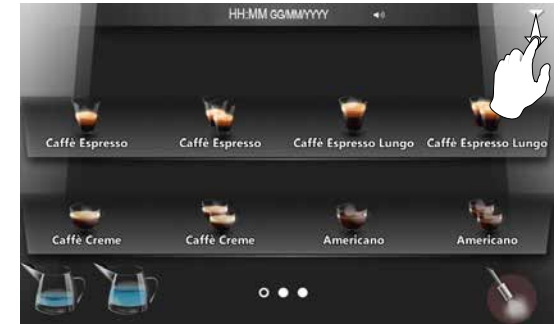 HH:MM GG/MM/YYYY
Caffè Espresso Caffè Espresso Caffè Espresso Lungo Caffè Espresso Lungo
Caffè Creme Caffè Creme Americano Americano